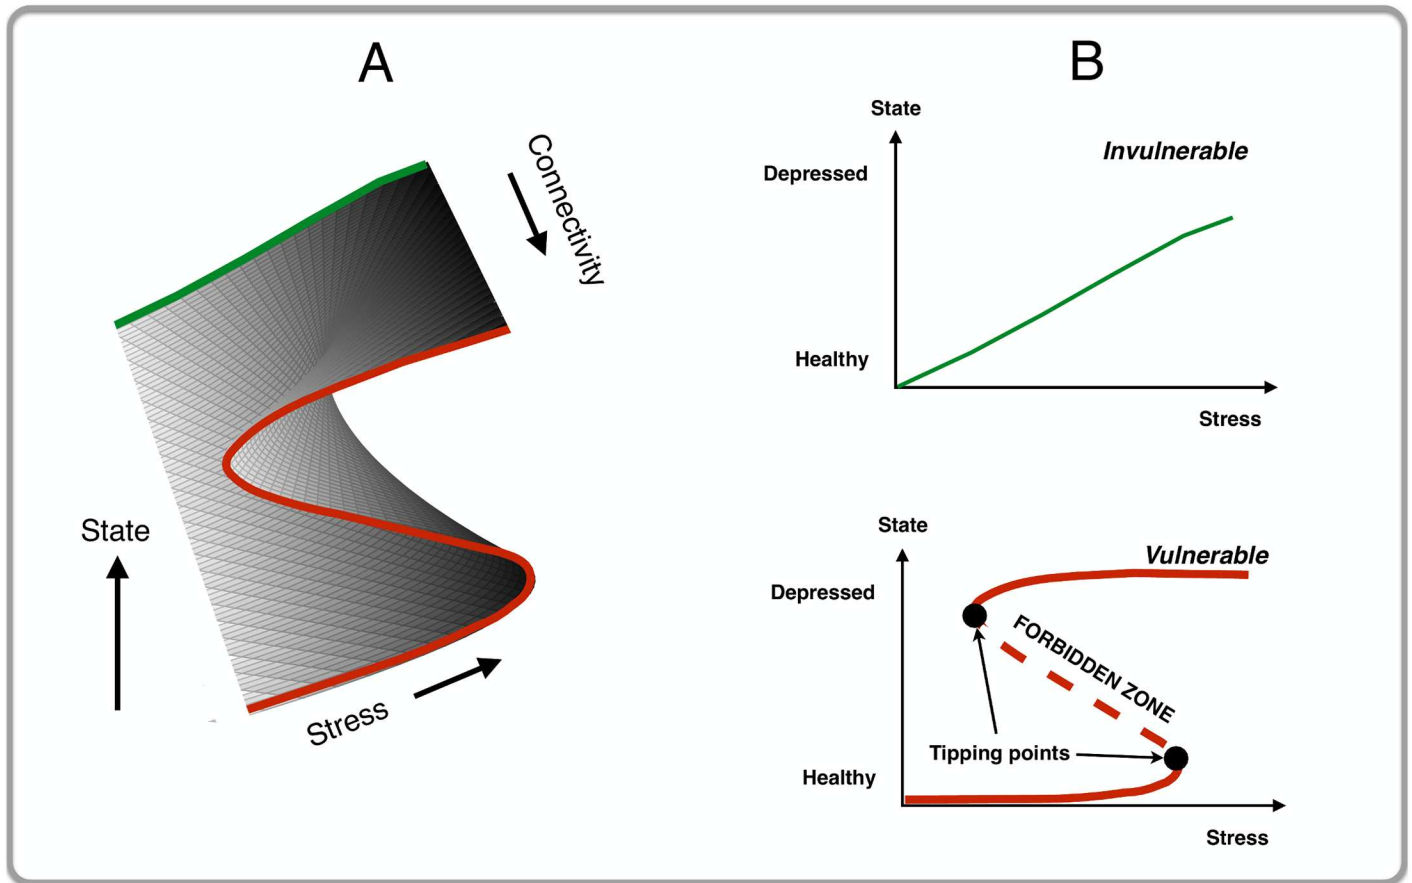 A
Connectivity
State
Stress
B
State
Invulnerable
Depressed
Healthy
Stress
State
Vulnerable
Depressed
FORBIDDEN ZONE
Tipping points
Healthy
Stress